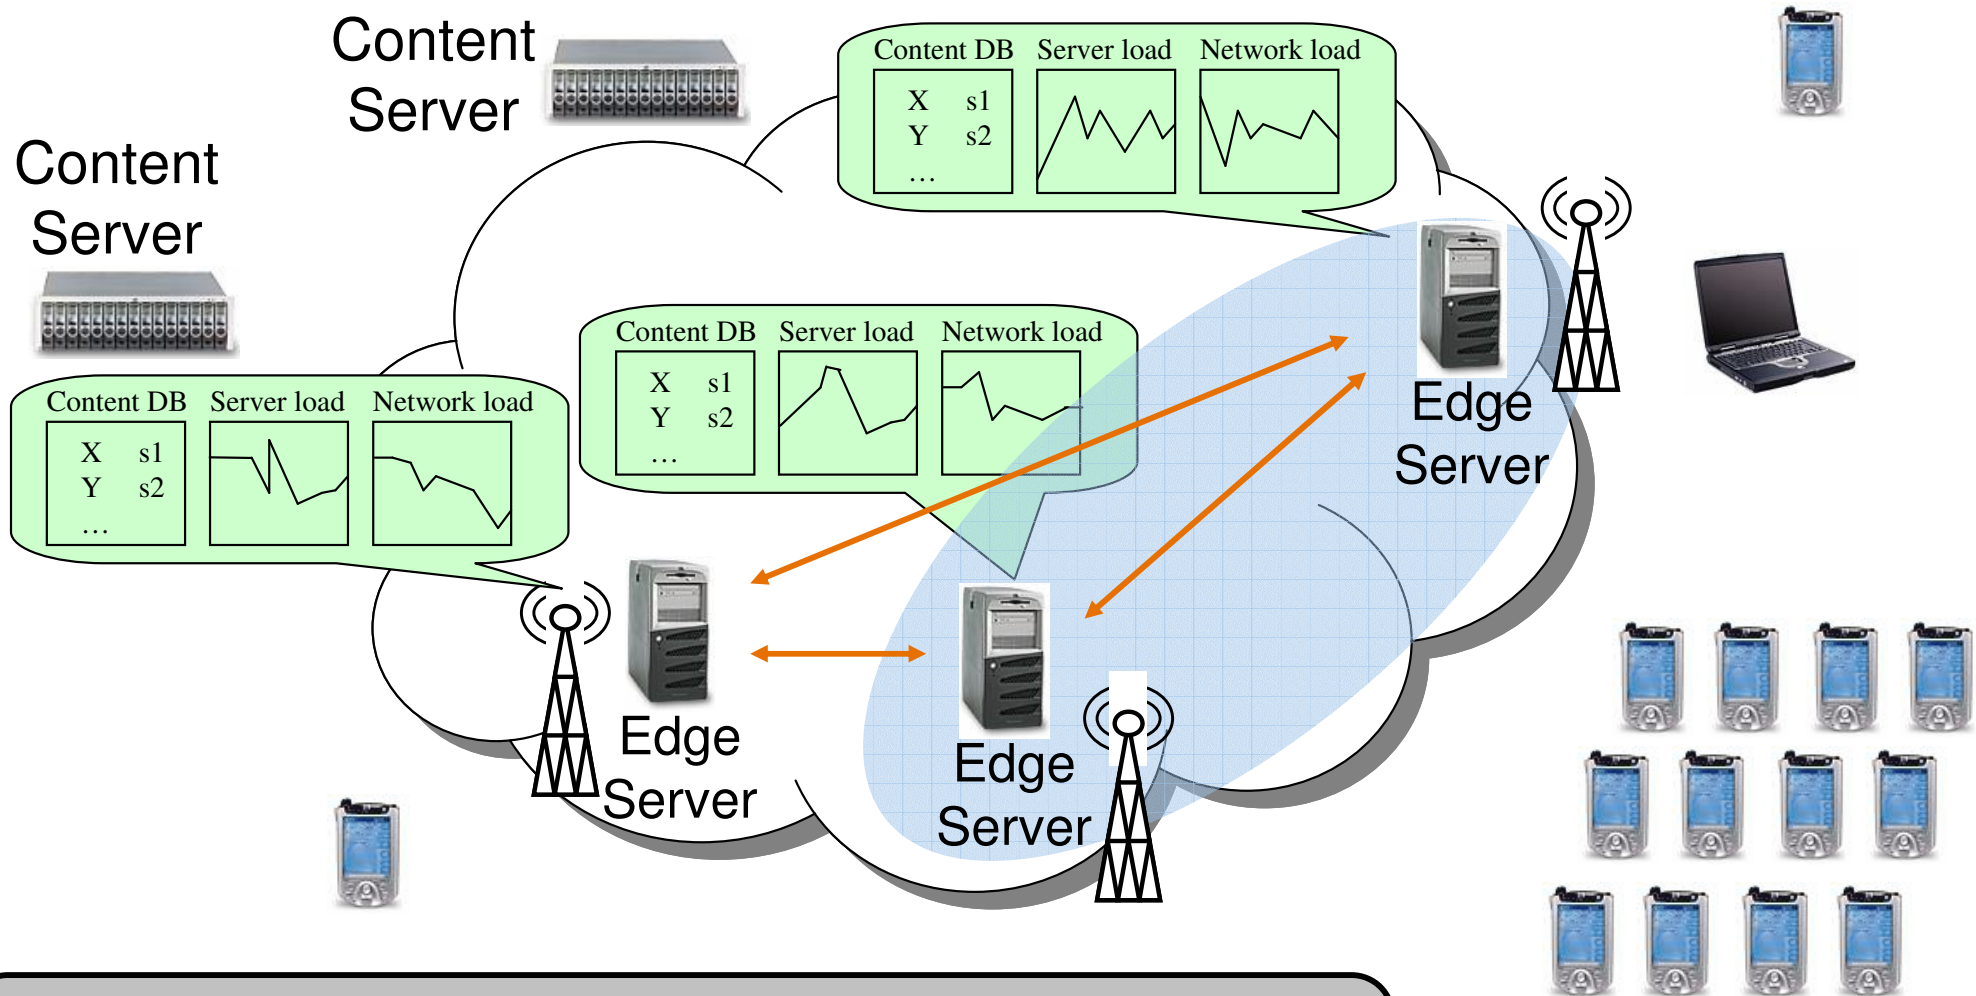 Content
Server
Content
Server
Content DB Server load Network load
X s1
Y s2
…
Content DB Server load Network load
X s1
Y s2
…
Content DB Server load Network load
X s1
Y s2
…
Edge
Server
Edge
Server
Edge
Server